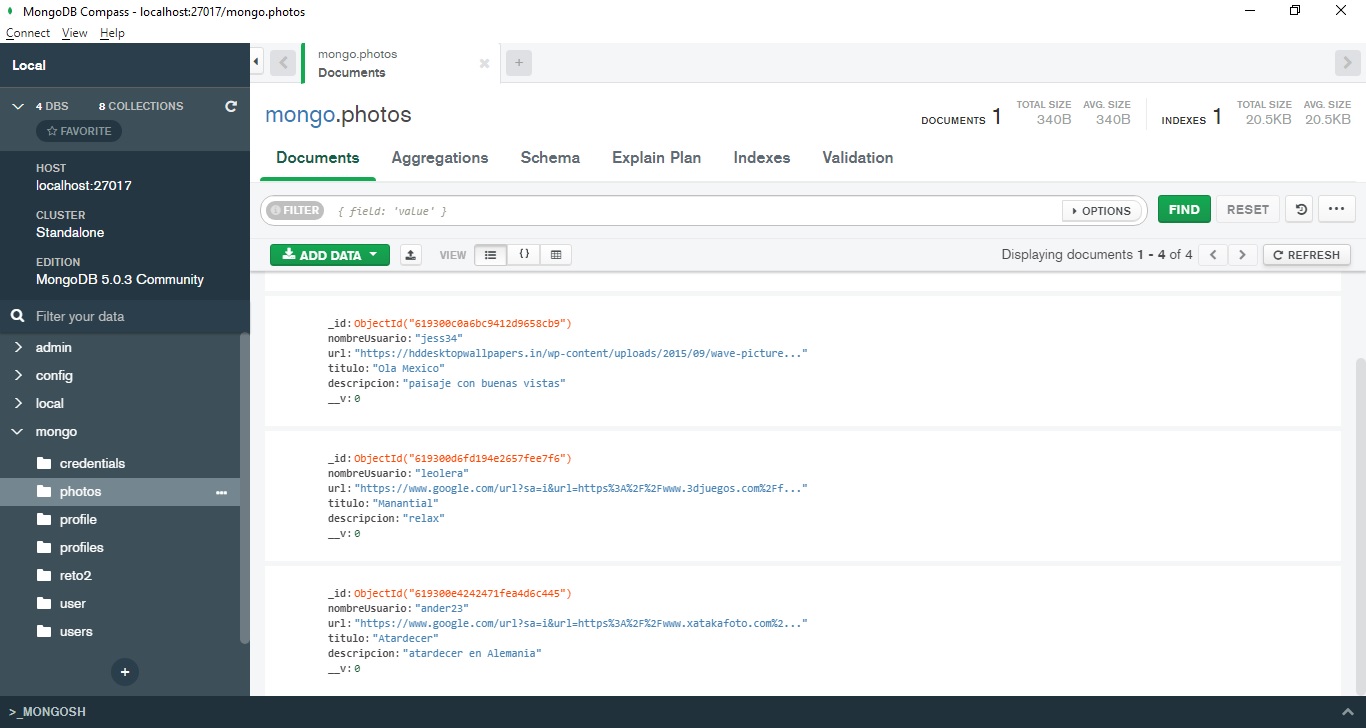 MongoDB Compass - localhost:27017/mongo.photos
Connect View Help
Local
4 DBS 8 COLLECTIONS
FAVORITE
HOST
localhost:27017
CLUSTER
Standalone
EDITION
MongoDB 5.0.3 Community
Filter your data
admin
config
local
mongo
credentials
photos
profile
profiles
reto2
user
users
mongo.photos
Documents
mongo.photos
DOCUMENTS 1 TOTAL SIZE 340B AVG. SIZE 340B INDEXES 1 TOTAL SIZE 20.5KB AVG. SIZE 20.5KB
Documents Aggregations Schema Explain Plan Indexes Validation
FILTER { field: 'value' } OPTIONS FIND RESET
ADD DATA VIEW {} Displaying documents 1 - 4 of 4 REFRESH
_id: ObjectId("619300c0a6bc9412d9658cb9")
nombreUsuario: "jess34"
url: "https://hddesktopwallpapers.in/wp-content/uploads/2015/09/wave-picture..."
titulo: "Ola Mexico"
descripcion: "paisaje con buenas vistas"
__v: 0
_id: ObjectId("619300d6fd194e2657fee7f6")
nombreUsuario: "leolera"
url: "https://www.google.com/url?sa=i&url=https%3A%2F%2Fwww.3djuegos.com%2Ff..."
titulo: "Manantial"
descripcion: "relax"
__v: 0
_id: ObjectId("619300e4242471fea4d6c445")
nombreUsuario: "ander23"
url: "https://www.google.com/url?sa=i&url=https%3A%2F%2Fwww.xatakafoto.com%2..."
titulo: "Atardecer"
descripcion: "atardecer en Alemania"
__v: 0
>_MONGOSH